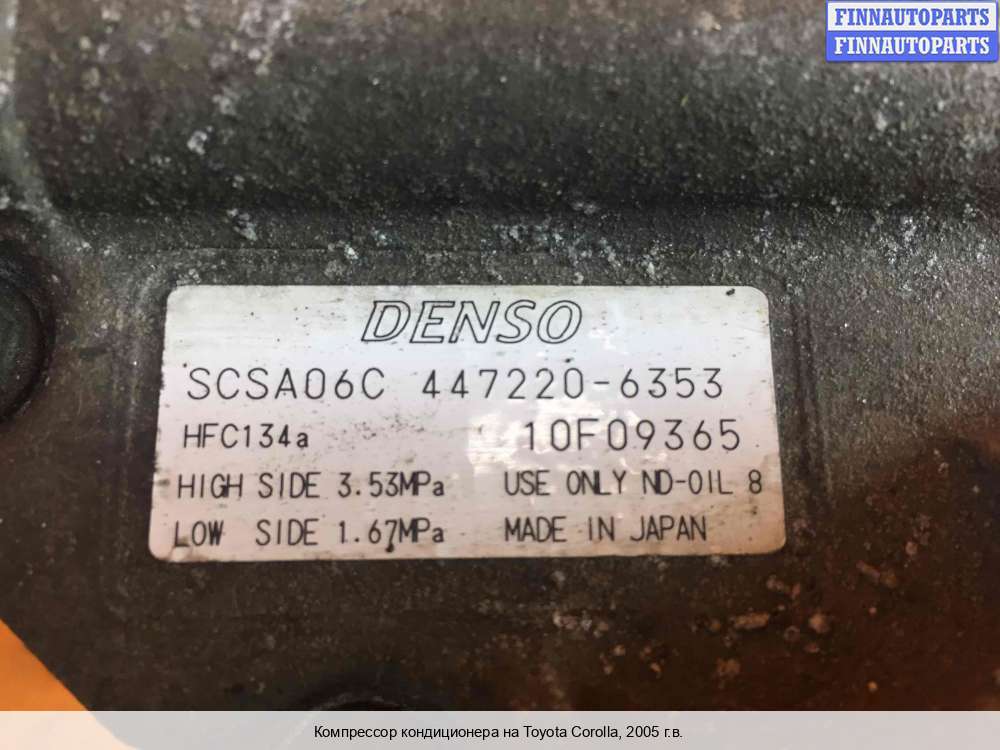 FINNAUTOPARTS
FINNAUTOPARTS
DENSO
SCSA06C 447220-6353
HFC134a 10F09365
HIGH SIDE 3.53MPa USE ONLY ND-OIL 8
LOW SIDE 1.67MPa MADE IN JAPAN
Компрессор кондиционера на Toyota Corolla, 2005 г.в.